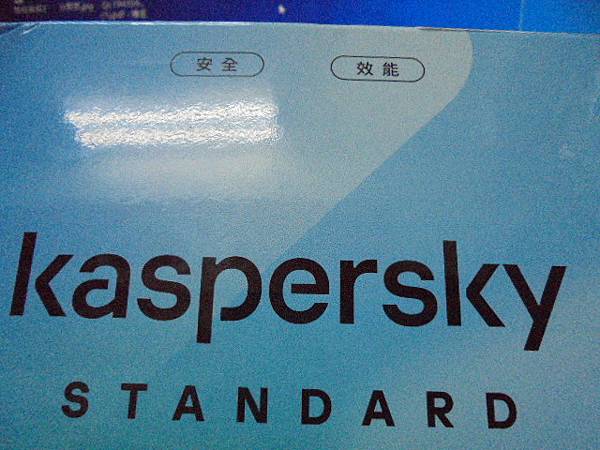 安全 效能
kaspersky
STANDARD